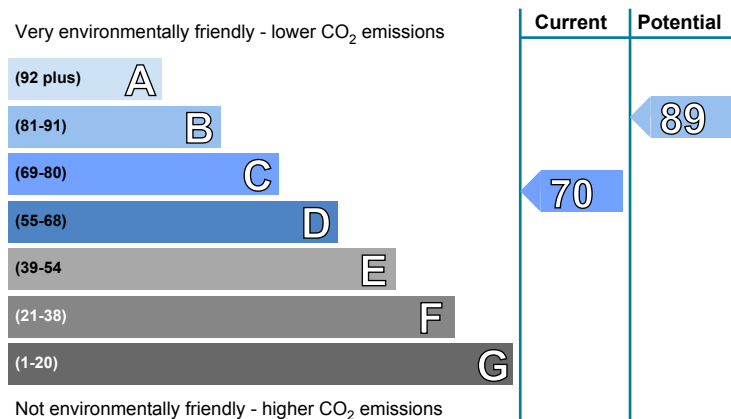 Current Potential
Very environmentally friendly - lower CO2 emissions
(92 plus) A
(81-91) B
89
(69-80) C
70
(55-68) D
(39-54 E
(21-38) F
(1-20) G
Not environmentally friendly - higher CO2 emissions